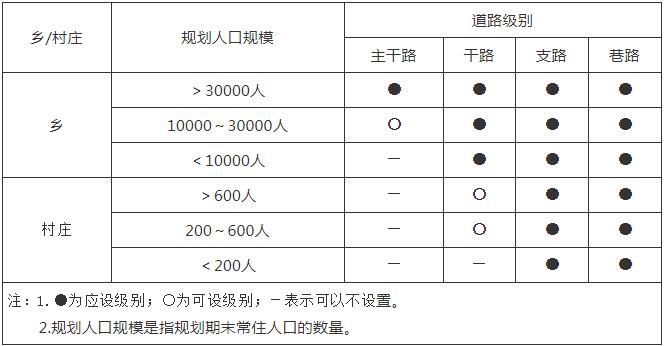 乡/村庄 规划人口规模 道路级别
主干路 干路 支路 巷路
乡 >30000人 ● ● ● ●
10000~30000人 ○ ● ● ●
<10000人 － ● ● ●
村庄 >600人 － ○ ● ●
200~600人 － ○ ● ●
<200人 － － ● ●
注：1. ●为应设级别；○为可设级别；－表示可以不设置。
2.规划人口规模是指规划期末常住人口的数量。